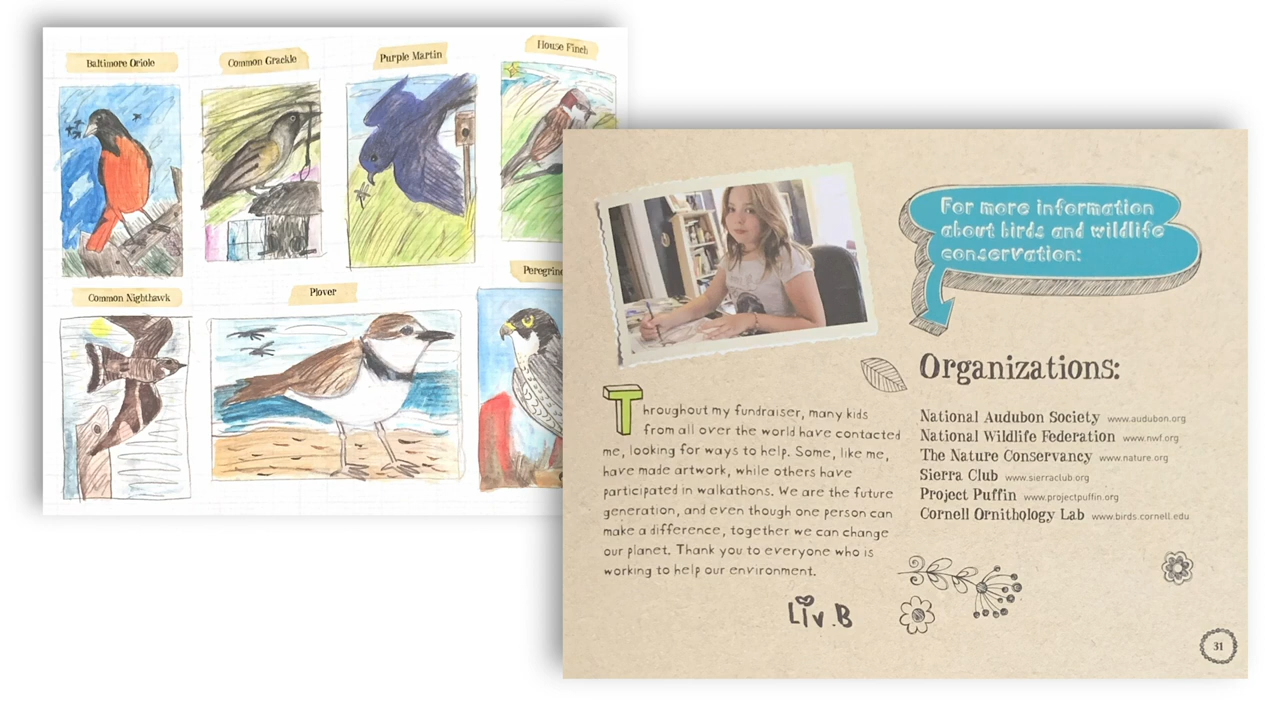 Baltimore Oriole
Common Grackle
Purple Martin
House Finch
Common Nighthawk
Plover
Peregrine
Throughout my fundraiser, many kids
from all over the world have contacted
me, looking for ways to help. Some, like me,
have made artwork, while others have
participated in walkathons. We are the future
generation, and even though one person can
make a difference, together we can change
our planet. Thank you to everyone who is
working to help our environment.
Liv.B
For more information
about birds and wildlife
conservation:
Organizations:
National Audubon Society www.audubon.org
National Wildlife Federation www.nwf.org
The Nature Conservancy www.nature.org
Sierra Club www.sierraclub.org
Project Puffin www.projectpuffin.org
Cornell Ornithology Lab www.birds.cornell.edu
31